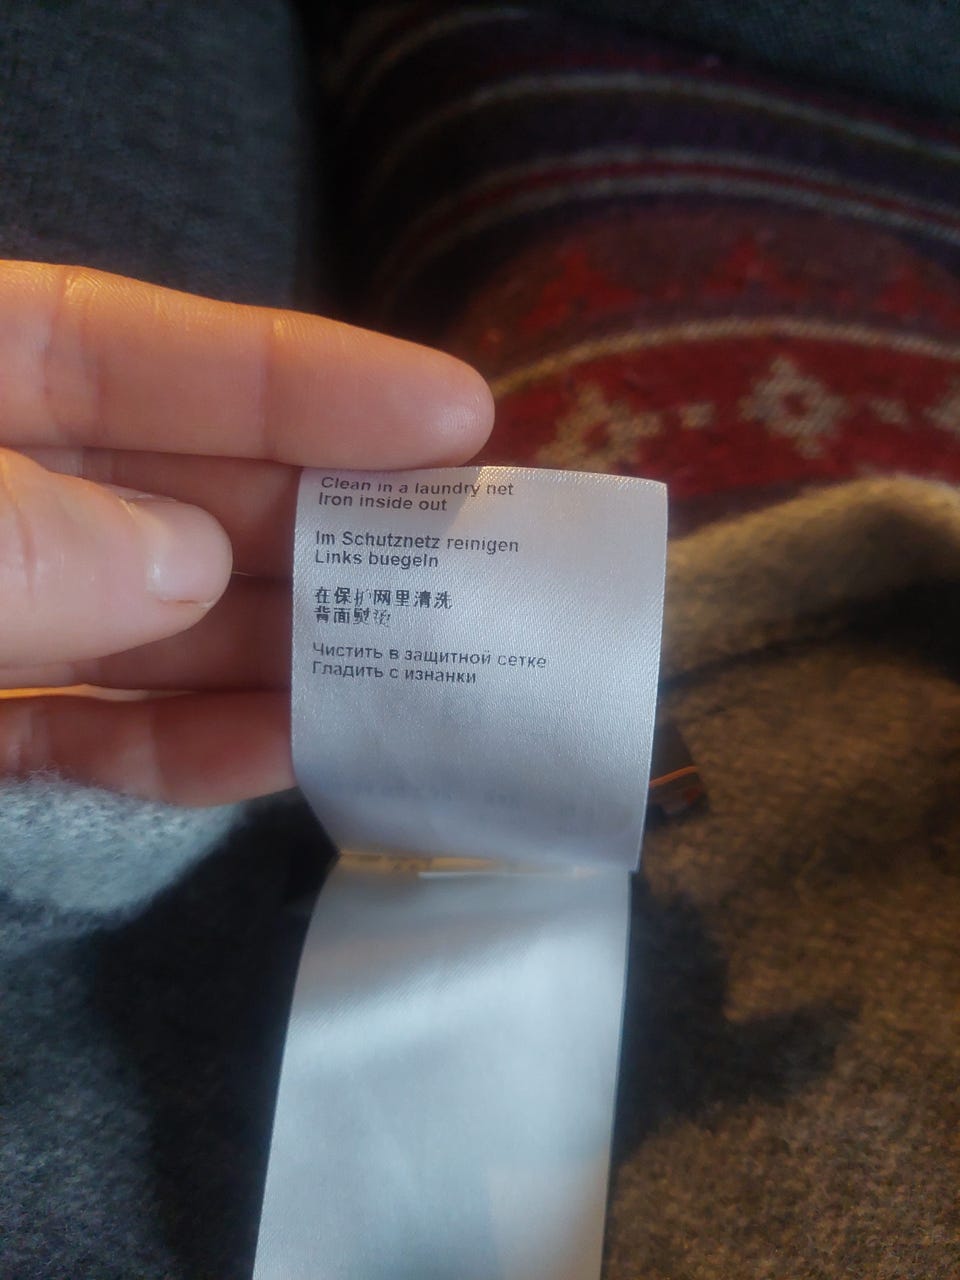 Clean in a laundry net
Iron inside out
Im Schutznetz reinigen
Links buegeln
在保护网里清洗
背面熨烫
Чистить в защитной сетке
Гладить с изнанки